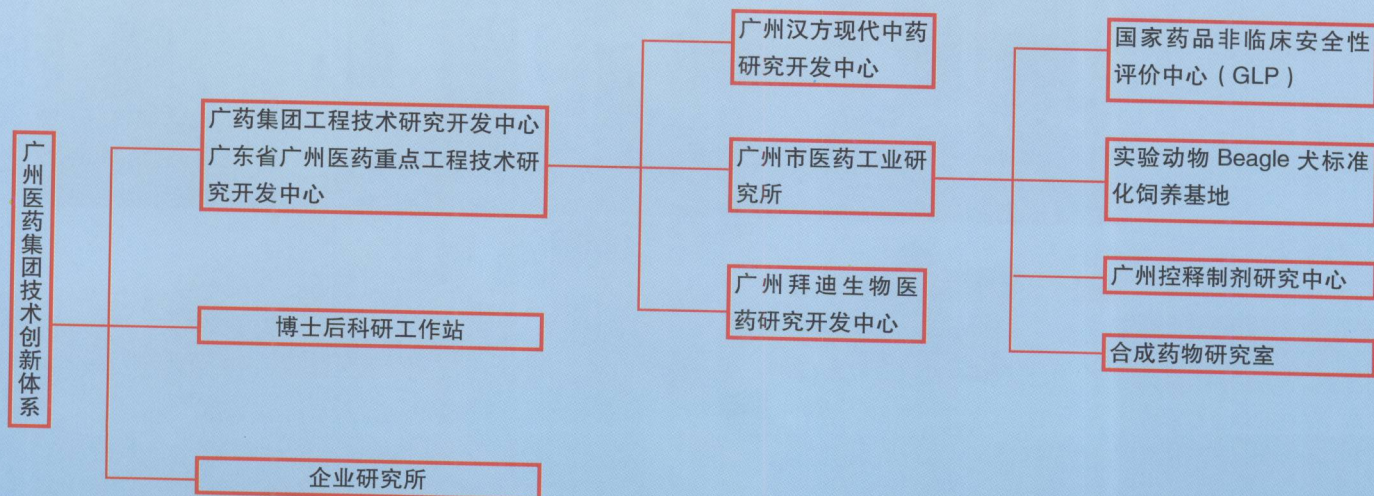 广州医药集团技术创新体系
广药集团工程技术研究开发中心
广东省广州医药重点工程技术研
究开发中心
博士后科研工作站
企业研究所
广州汉方现代中药
研究开发中心
广州市医药工业研
究所
广州拜迪生物医
药研究开发中心
国家药品非临床安全性
评价中心（GLP）
实验动物 Beagle 犬标准
化饲养基地
广州控释制剂研究中心
合成药物研究室